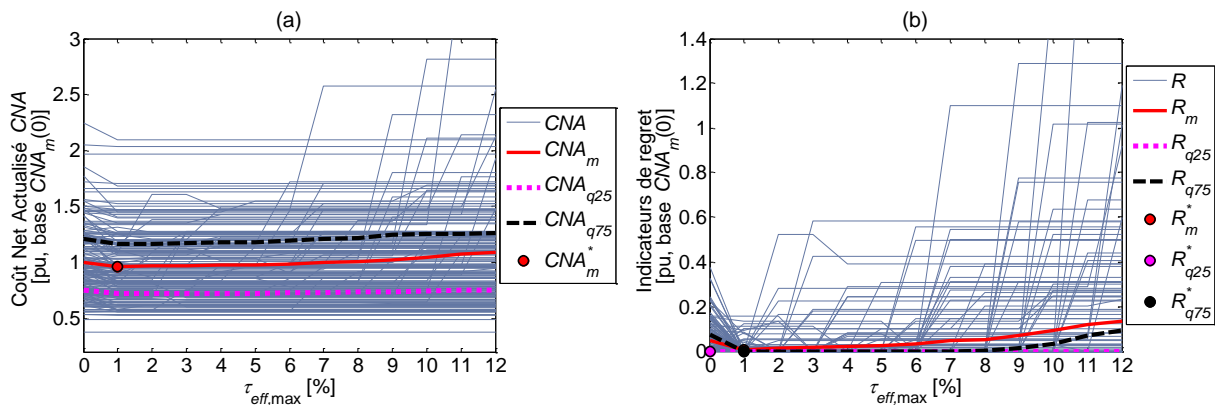 (a)
Coût Net Actualisé CNA
[pu, base CNA_m(0)]
3
2.5
2
1.5
1
0.5
0 1 2 3 4 5 6 7 8 9 10 11 12
τ_eff,max [%]
CNA
CNA_m
CNA_q25
CNA_q75
CNA*_m
(b)
Indicateurs de regret
[pu, base CNA_m(0)]
1.4
1.2
1
0.8
0.6
0.4
0.2
0
0 1 2 3 4 5 6 7 8 9 10 11 12
τ_eff,max [%]
R
R_m
R_q25
R_q75
R*_m
R*_q25
R*_q75